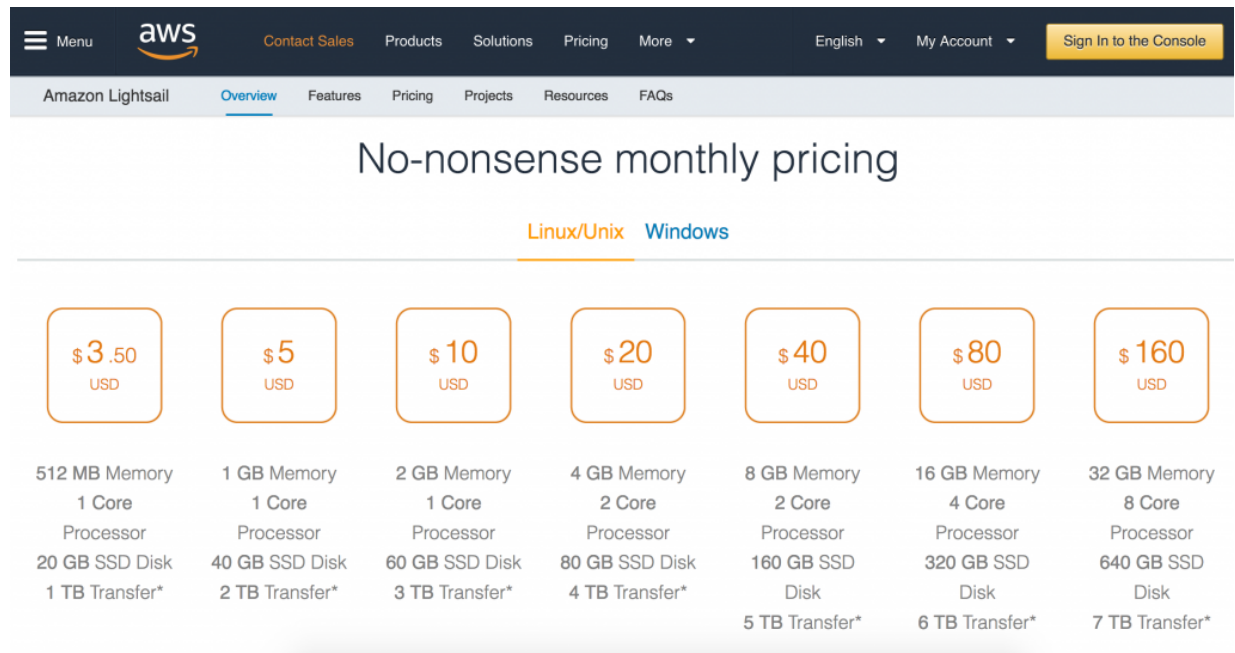 Menu aws Contact Sales Products Solutions Pricing More English My Account Sign In to the Console
Amazon Lightsail Overview Features Pricing Projects Resources FAQs
No-nonsense monthly pricing
Linux/Unix Windows
$3.50
USD
512 MB Memory
1 Core
Processor
20 GB SSD Disk
1 TB Transfer*
$5
USD
1 GB Memory
1 Core
Processor
40 GB SSD Disk
2 TB Transfer*
$10
USD
2 GB Memory
1 Core
Processor
60 GB SSD Disk
3 TB Transfer*
$20
USD
4 GB Memory
2 Core
Processor
80 GB SSD Disk
4 TB Transfer*
$40
USD
8 GB Memory
2 Core
Processor
160 GB SSD
Disk
5 TB Transfer*
$80
USD
16 GB Memory
4 Core
Processor
320 GB SSD
Disk
6 TB Transfer*
$160
USD
32 GB Memory
8 Core
Processor
640 GB SSD
Disk
7 TB Transfer*